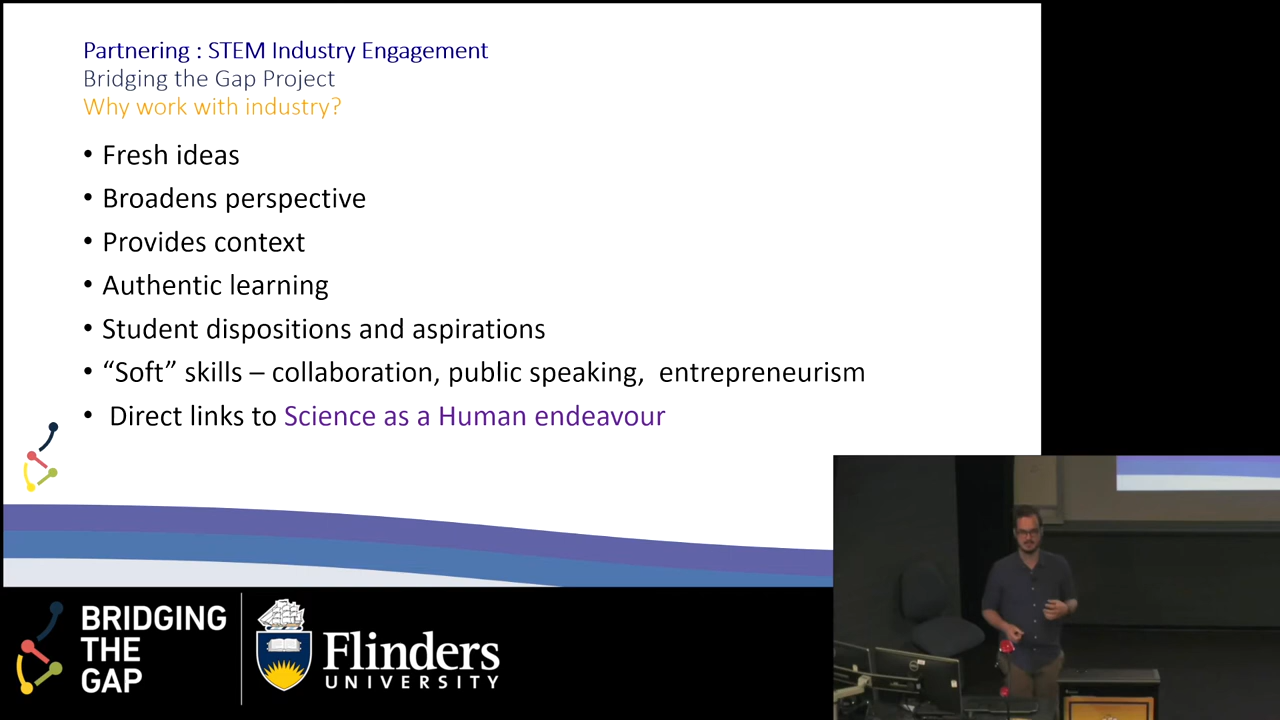 Partnering : STEM Industry Engagement
Bridging the Gap Project
Why work with industry?
• Fresh ideas
• Broadens perspective
• Provides context
• Authentic learning
• Student dispositions and aspirations
• “Soft” skills – collaboration, public speaking,  entrepreneurism
• Direct links to Science as a Human endeavour
BRIDGING
THE
GAP
Flinders
UNIVERSITY